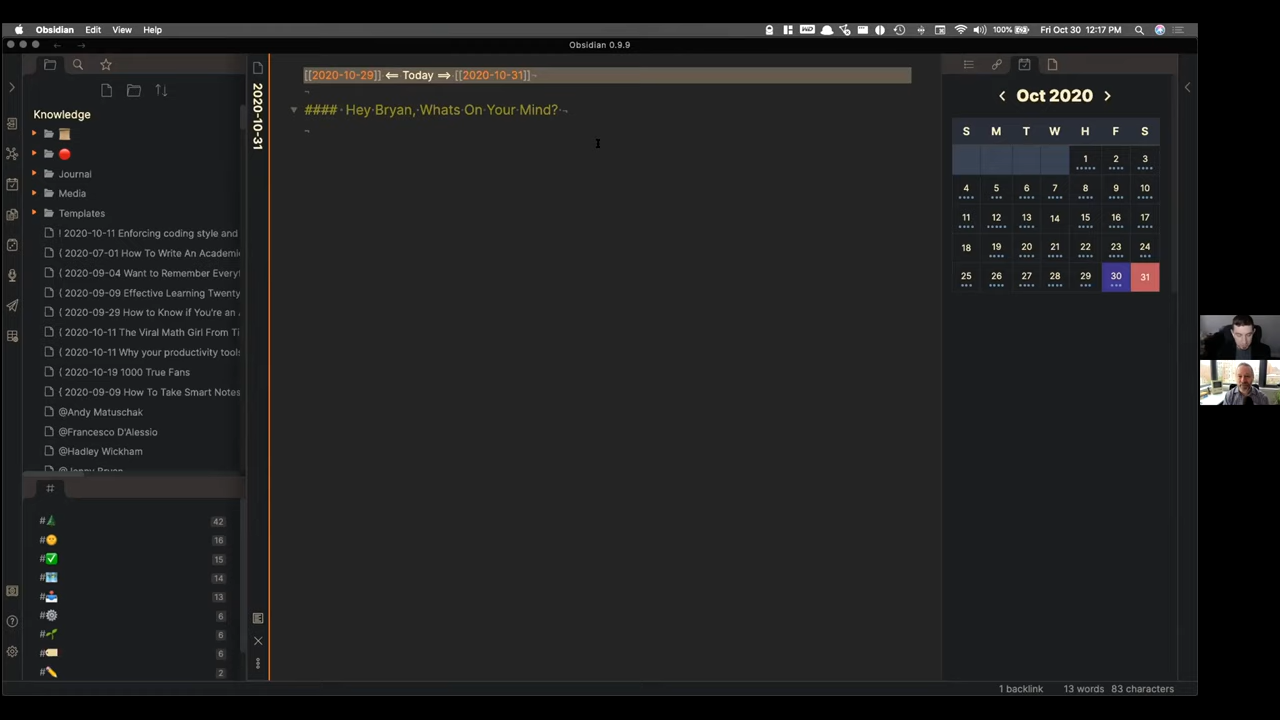 Obsidian Edit View Help
100% Fri Oct 30 12:17 PM
Obsidian 0.9.9
Knowledge
Journal
Media
Templates
! 2020-10-11 Enforcing coding style and
( 2020-07-01 How To Write An Academi
( 2020-09-04 Want to Remember Every
( 2020-09-09 Effective Learning Twenty
( 2020-09-29 How to Know if You're an
( 2020-10-11 The Viral Math Girl From Ti
( 2020-10-11 Why your productivity tools
( 2020-10-19 1000 True Fans
( 2020-09-09 How To Take Smart Notes
@Andy Matuschak
@Francesco D'Alessio
@Hadley Wickham
@Jenny Bryan
#
#🌲 42
#😶 16
#✅ 15
# 14
#📥 13
#⚙️ 6
#🌱 6
#🏷️ 6
#✏️ 2
2020-10-31
[[2020-10-29]] <== Today ==> [[2020-10-31]]
#### Hey Bryan, Whats On Your Mind?
Oct 2020
S M T W H F S
1 2 3
4 5 6 7 8 9 10
11 12 13 14 15 16 17
18 19 20 21 22 23 24
25 26 27 28 29 30 31
1 backlink 13 words 83 characters